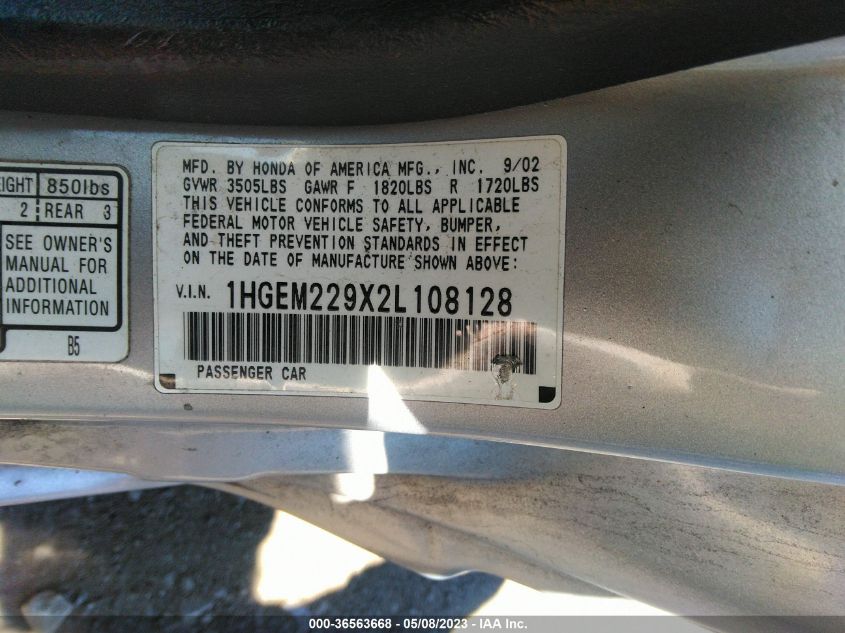 EIGHT 850lbs
2 REAR 3
SEE OWNER'S
MANUAL FOR
ADDITIONAL
INFORMATION
B5
MFD. BY HONDA OF AMERICA MFG., INC. 9/02
GVWR 3505LBS GAWR F 1820LBS R 1720LBS
THIS VEHICLE CONFORMS TO ALL APPLICABLE
FEDERAL MOTOR VEHICLE SAFETY, BUMPER,
AND THEFT PREVENTION STANDARDS IN EFFECT
ON THE DATE OF MANUFACTURE SHOWN ABOVE:
V.I.N. 1HGEM229X2L108128
PASSENGER CAR
000-36563668 - 05/08/2023 - IAA Inc.